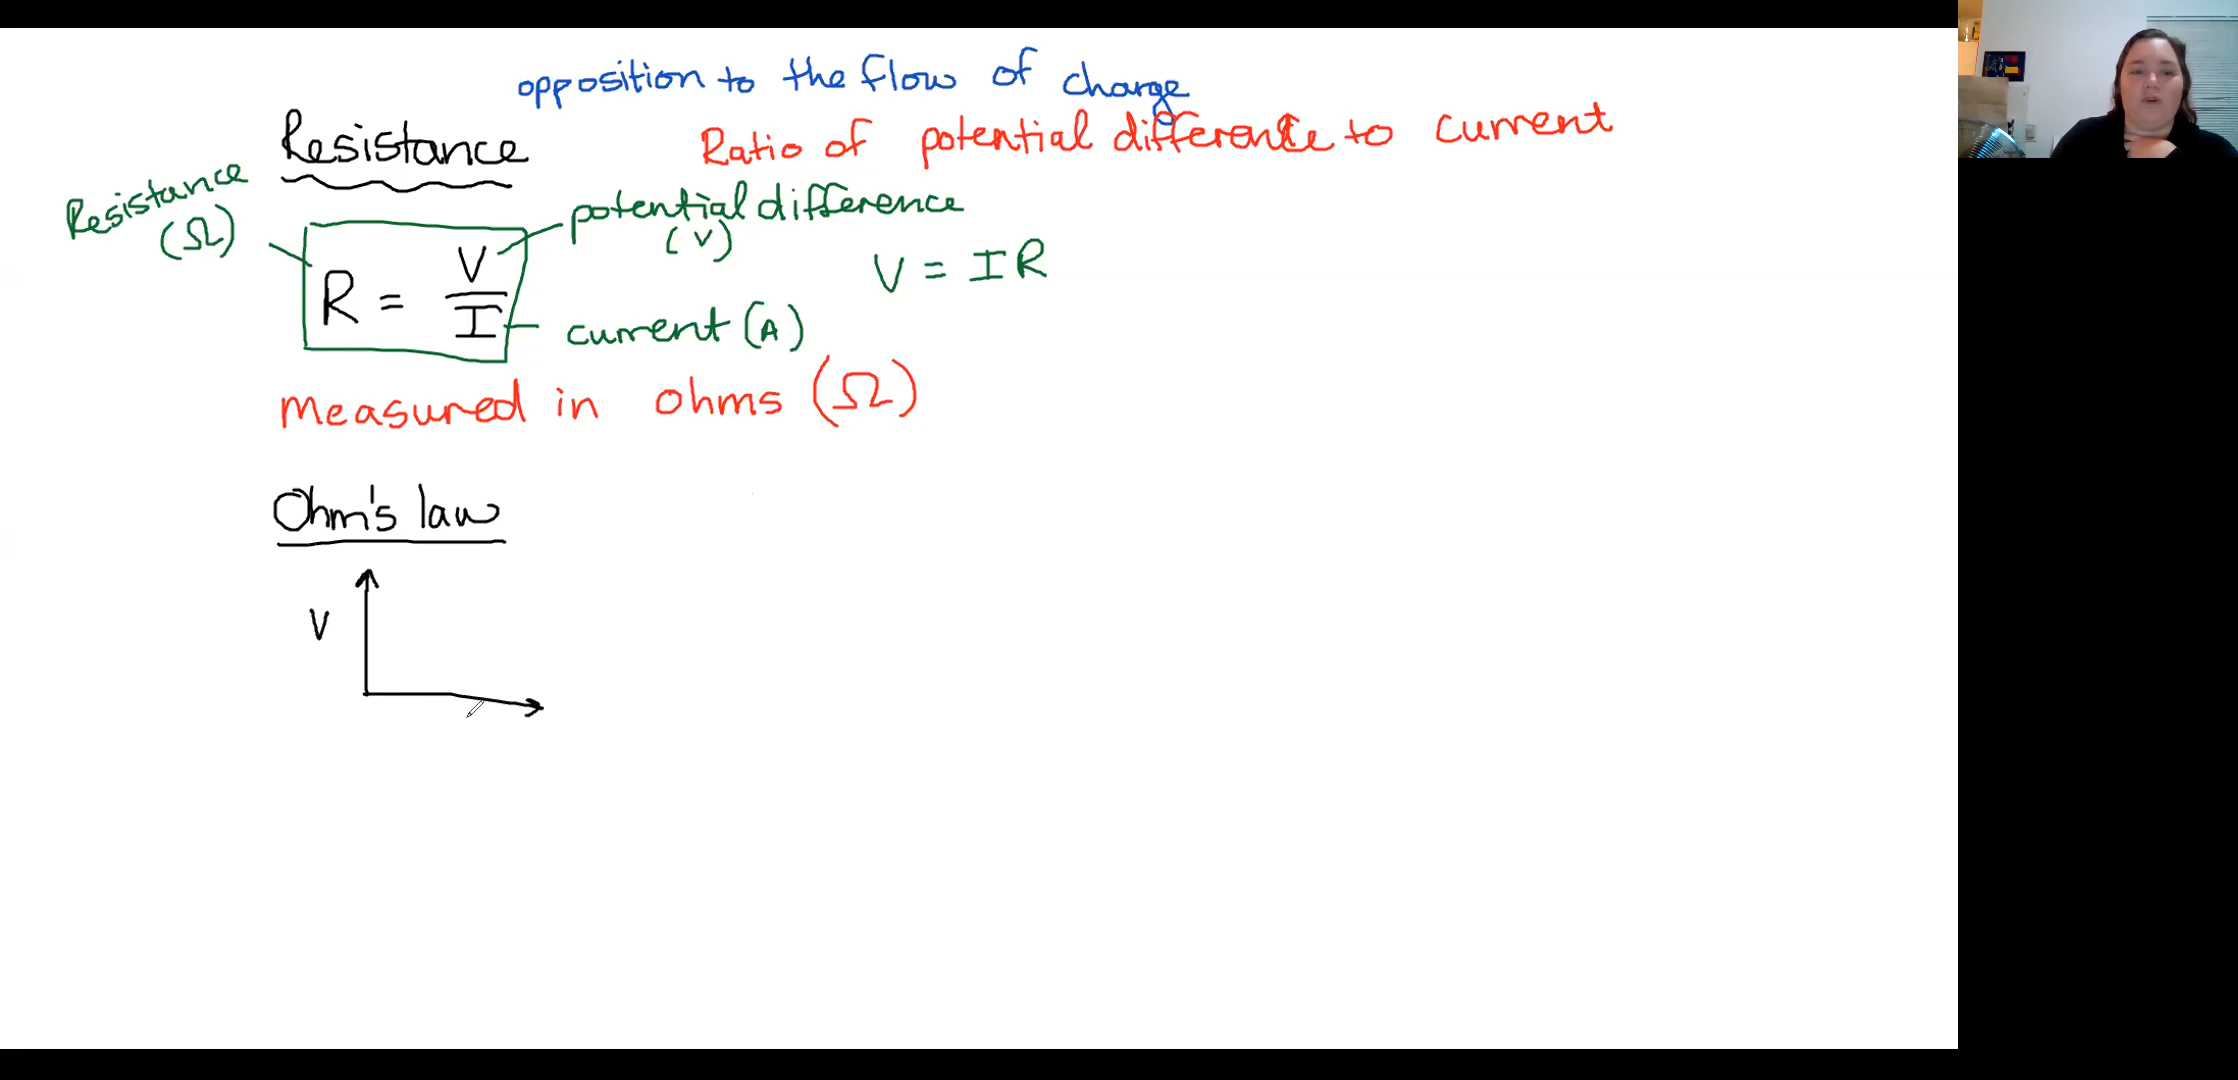 opposition to the flow of charge
Resistance
Ratio of potential difference to current
Resistance
(Ω)
potential difference
(V)
R = V/I
V = IR
current (A)
measured in ohms (Ω)
Ohm's law
V